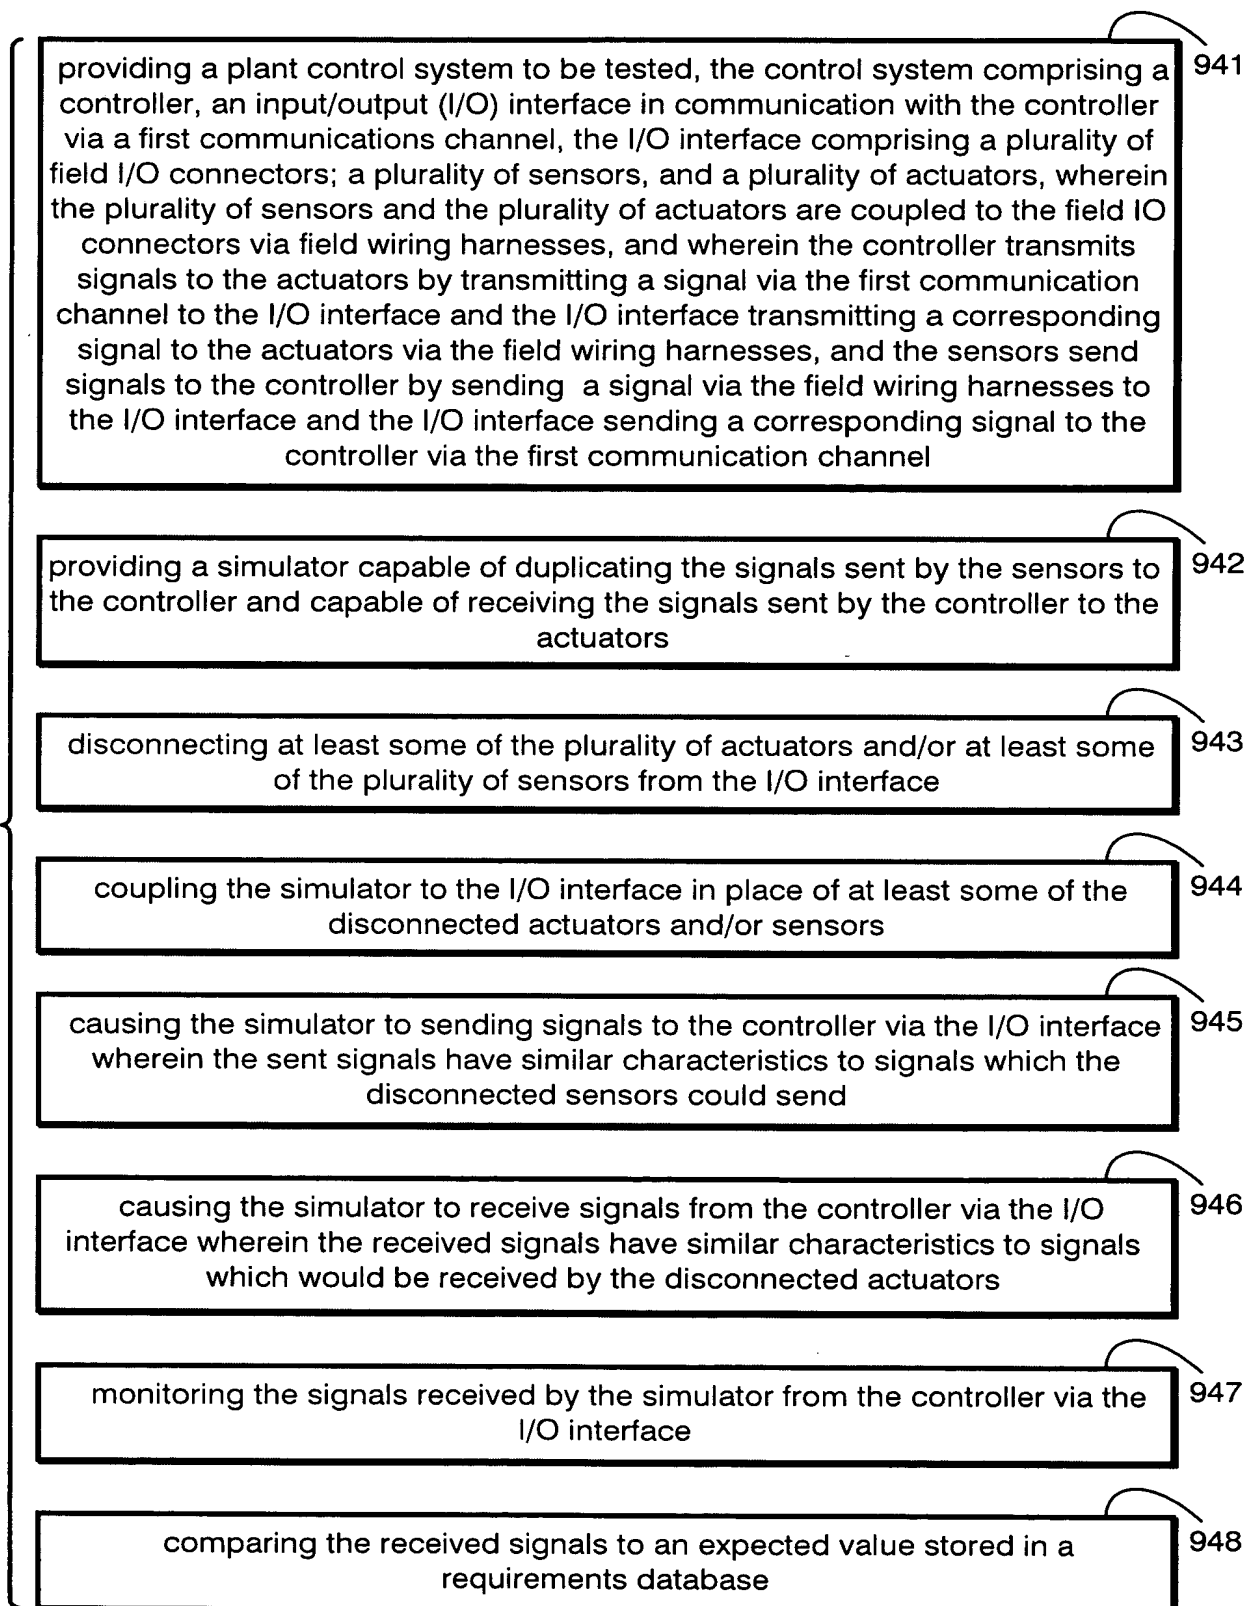 941
providing a plant control system to be tested, the control system comprising a
controller, an input/output (I/O) interface in communication with the controller
via a first communications channel, the I/O interface comprising a plurality of
field I/O connectors; a plurality of sensors, and a plurality of actuators, wherein
the plurality of sensors and the plurality of actuators are coupled to the field IO
connectors via field wiring harnesses, and wherein the controller transmits
signals to the actuators by transmitting a signal via the first communication
channel to the I/O interface and the I/O interface transmitting a corresponding
signal to the actuators via the field wiring harnesses, and the sensors send
signals to the controller by sending a signal via the field wiring harnesses to
the I/O interface and the I/O interface sending a corresponding signal to the
controller via the first communication channel
942
providing a simulator capable of duplicating the signals sent by the sensors to
the controller and capable of receiving the signals sent by the controller to the
actuators
943
disconnecting at least some of the plurality of actuators and/or at least some
of the plurality of sensors from the I/O interface
944
coupling the simulator to the I/O interface in place of at least some of the
disconnected actuators and/or sensors
945
causing the simulator to sending signals to the controller via the I/O interface
wherein the sent signals have similar characteristics to signals which the
disconnected sensors could send
946
causing the simulator to receive signals from the controller via the I/O
interface wherein the received signals have similar characteristics to signals
which would be received by the disconnected actuators
947
monitoring the signals received by the simulator from the controller via the
I/O interface
948
comparing the received signals to an expected value stored in a
requirements database